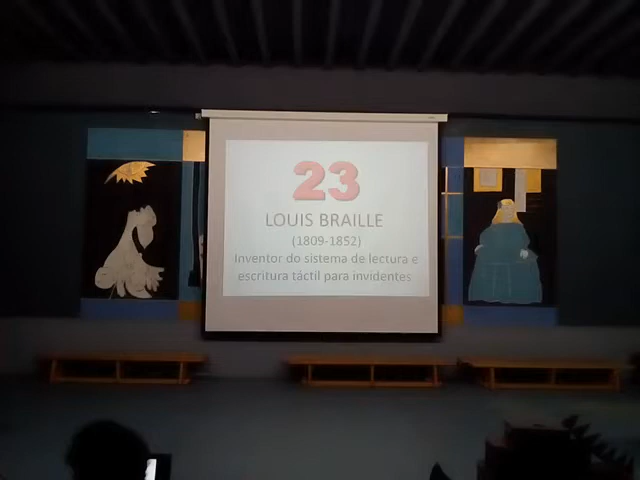 23
LOUIS BRAILLE
(1809-1852)
Inventor do sistema de lectura e
escritura táctil para invidentes